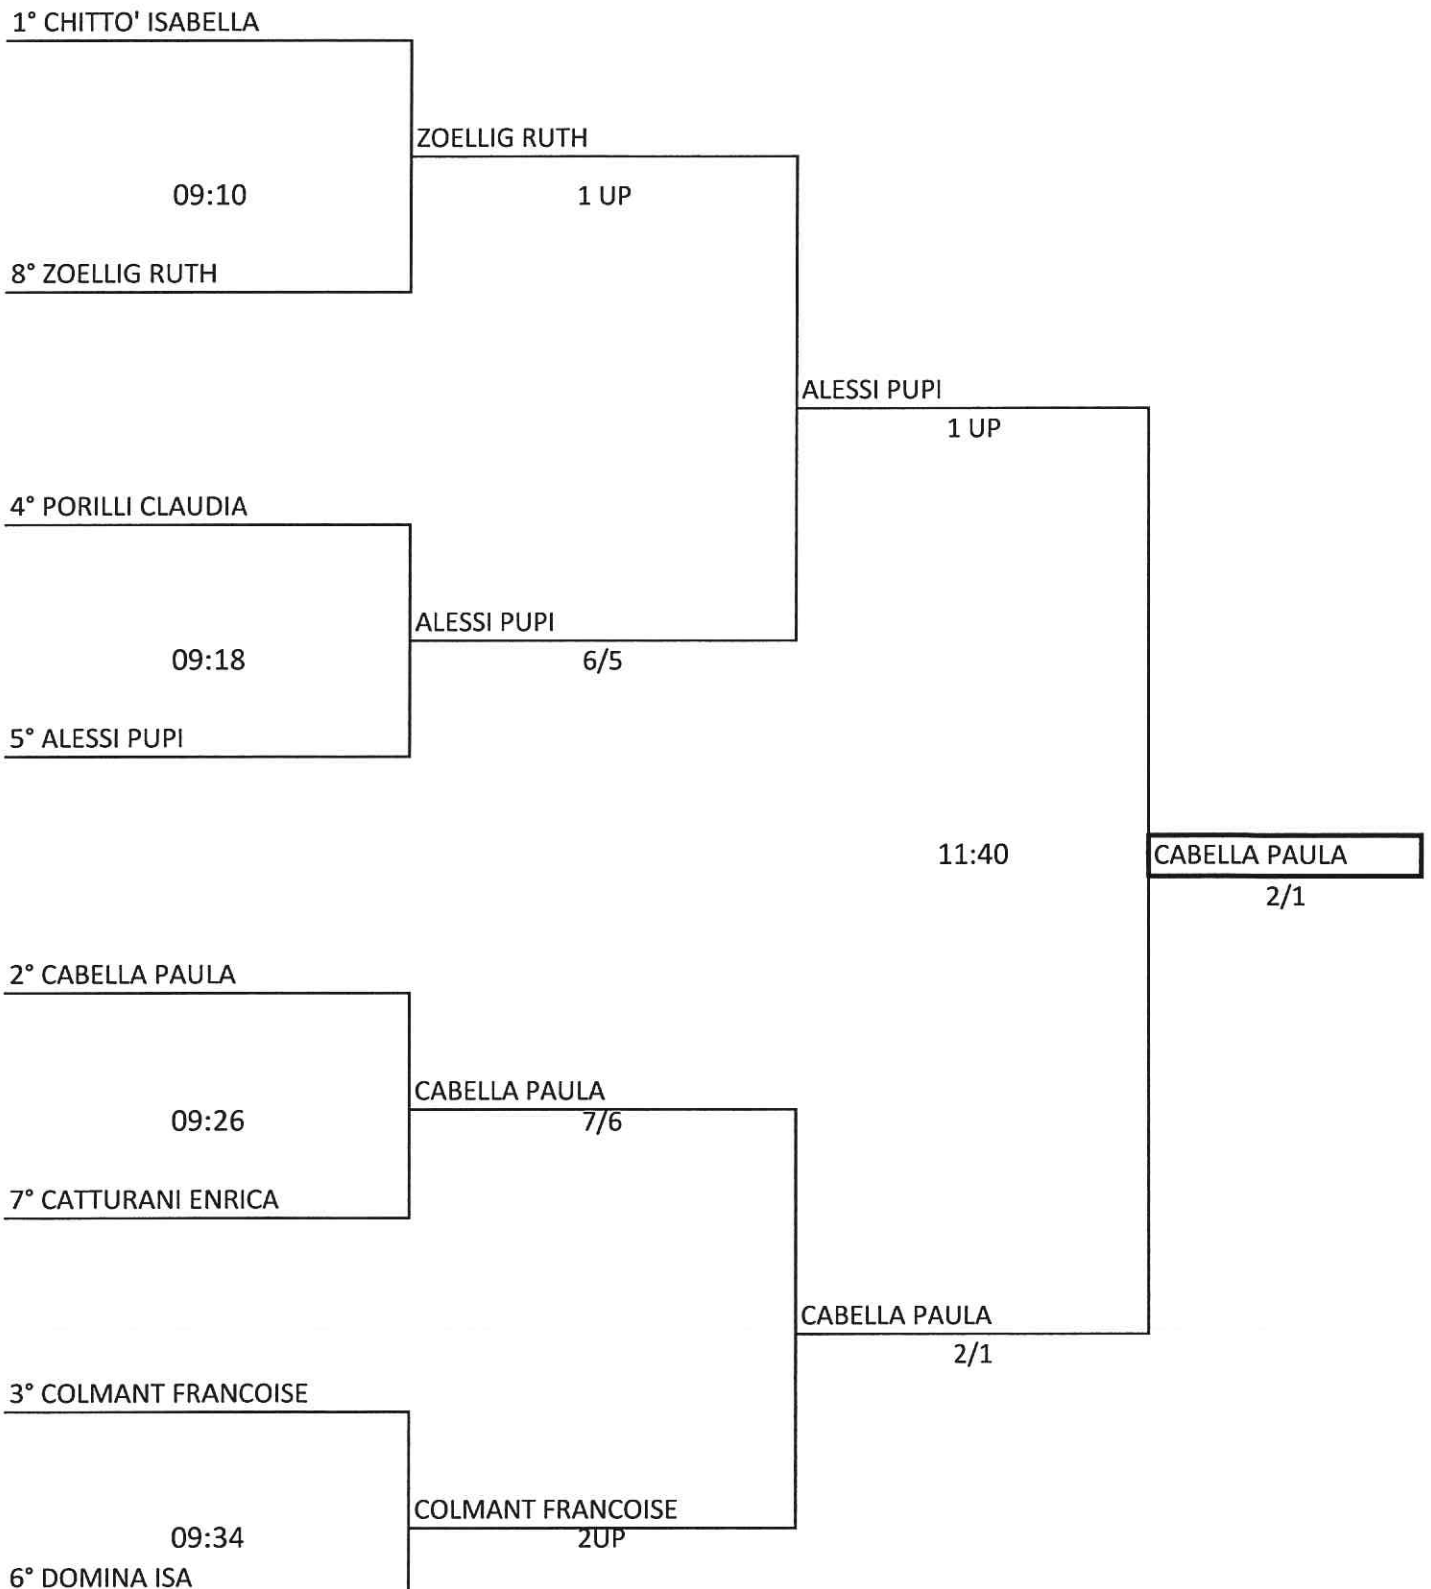 1° CHITTO' ISABELLA
ZOELLIG RUTH
09:10
1 UP
8° ZOELLIG RUTH
ALESSI PUPI
1 UP
4° PORILLI CLAUDIA
ALESSI PUPI
09:18
6/5
5° ALESSI PUPI
11:40
CABELLA PAULA
2/1
2° CABELLA PAULA
CABELLA PAULA
09:26
7/6
7° CATTURANI ENRICA
CABELLA PAULA
2/1
3° COLMANT FRANCOISE
COLMANT FRANCOISE
09:34
2UP
6° DOMINA ISA